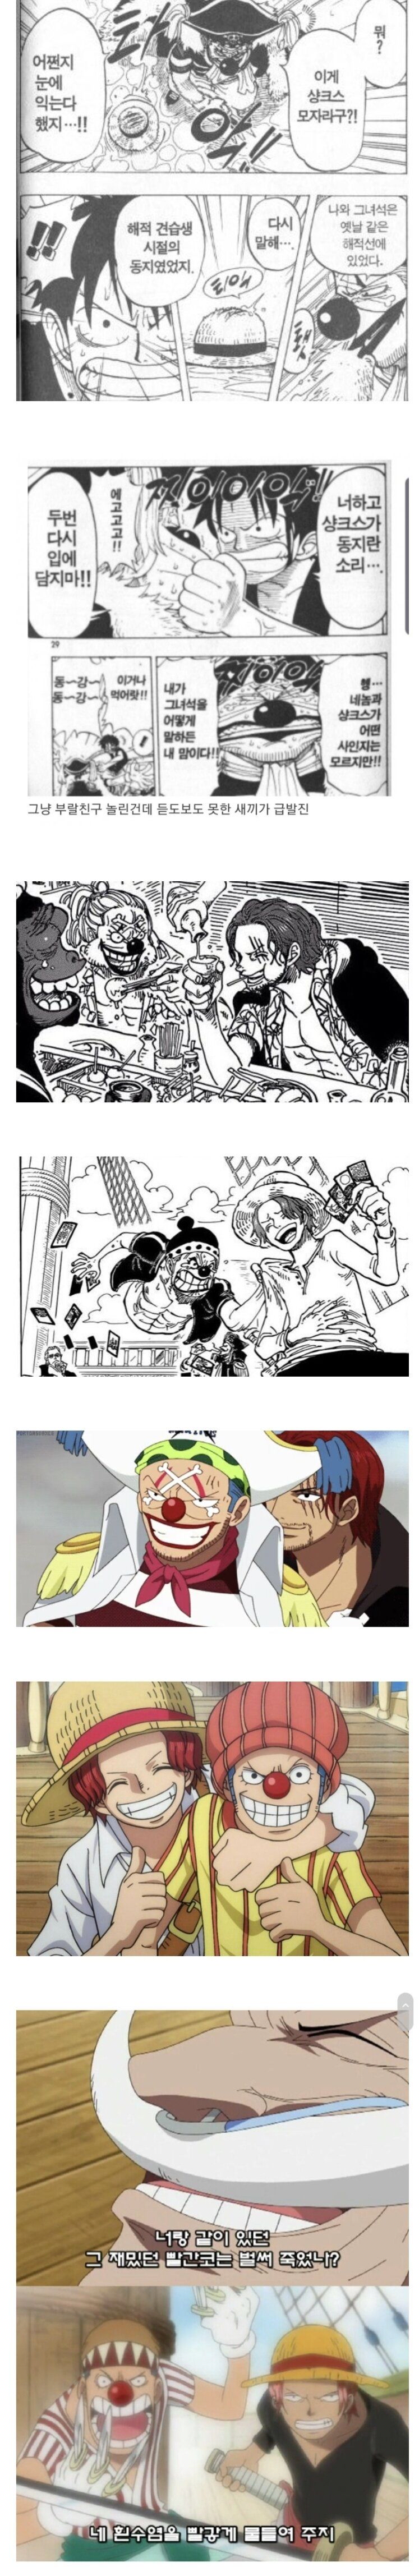 뭐
?
이게
샹크스
모자라구?!
어쩐지
눈에
익는다
했지…!!
나와 그녀석은
옛날 같은
해적선에
있었다.
다시
말해…,
해적 견습생
시절의
동지였었지.
퇴애
너하고
샹크스가
동지란
소리…,
에고고고!!
두번
다시
입에
담지마!!
29
헹…
네놈과
샹크스가
어떤
사인지는
모르지만!!
내가
그녀석을
어떻게
말하든
내 맘이다!!
이거나
먹어랏!!
동~강~
동~강~
그냥 부랄친구 놀린건데 듣도보도 못한 새끼가 급발진
너랑 같이 있던
그 재밌던 빨간코는 벌써 죽었나?
네 흰수염을 빨갛게 물들여 주지